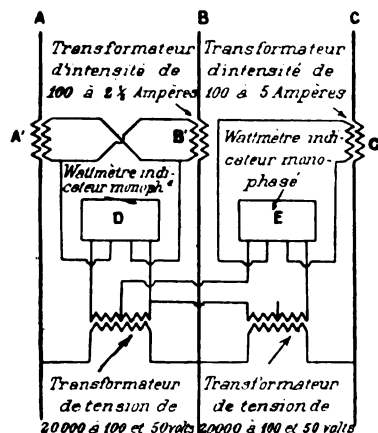 A B C
Transformateur
d'intensité de
100 à 2 ½ Ampères
Transformateur
d'intensité de
100 à 5 Ampères
A' B' C
Wattmètre indi-
cateur monoph.é
D
Wattmètre indi-
cateur mono-
phasé
E
Transformateur
de tension de
20000 à 100 et 50 volts
Transformateur
de tension de
20000 à 100 et 50 volts